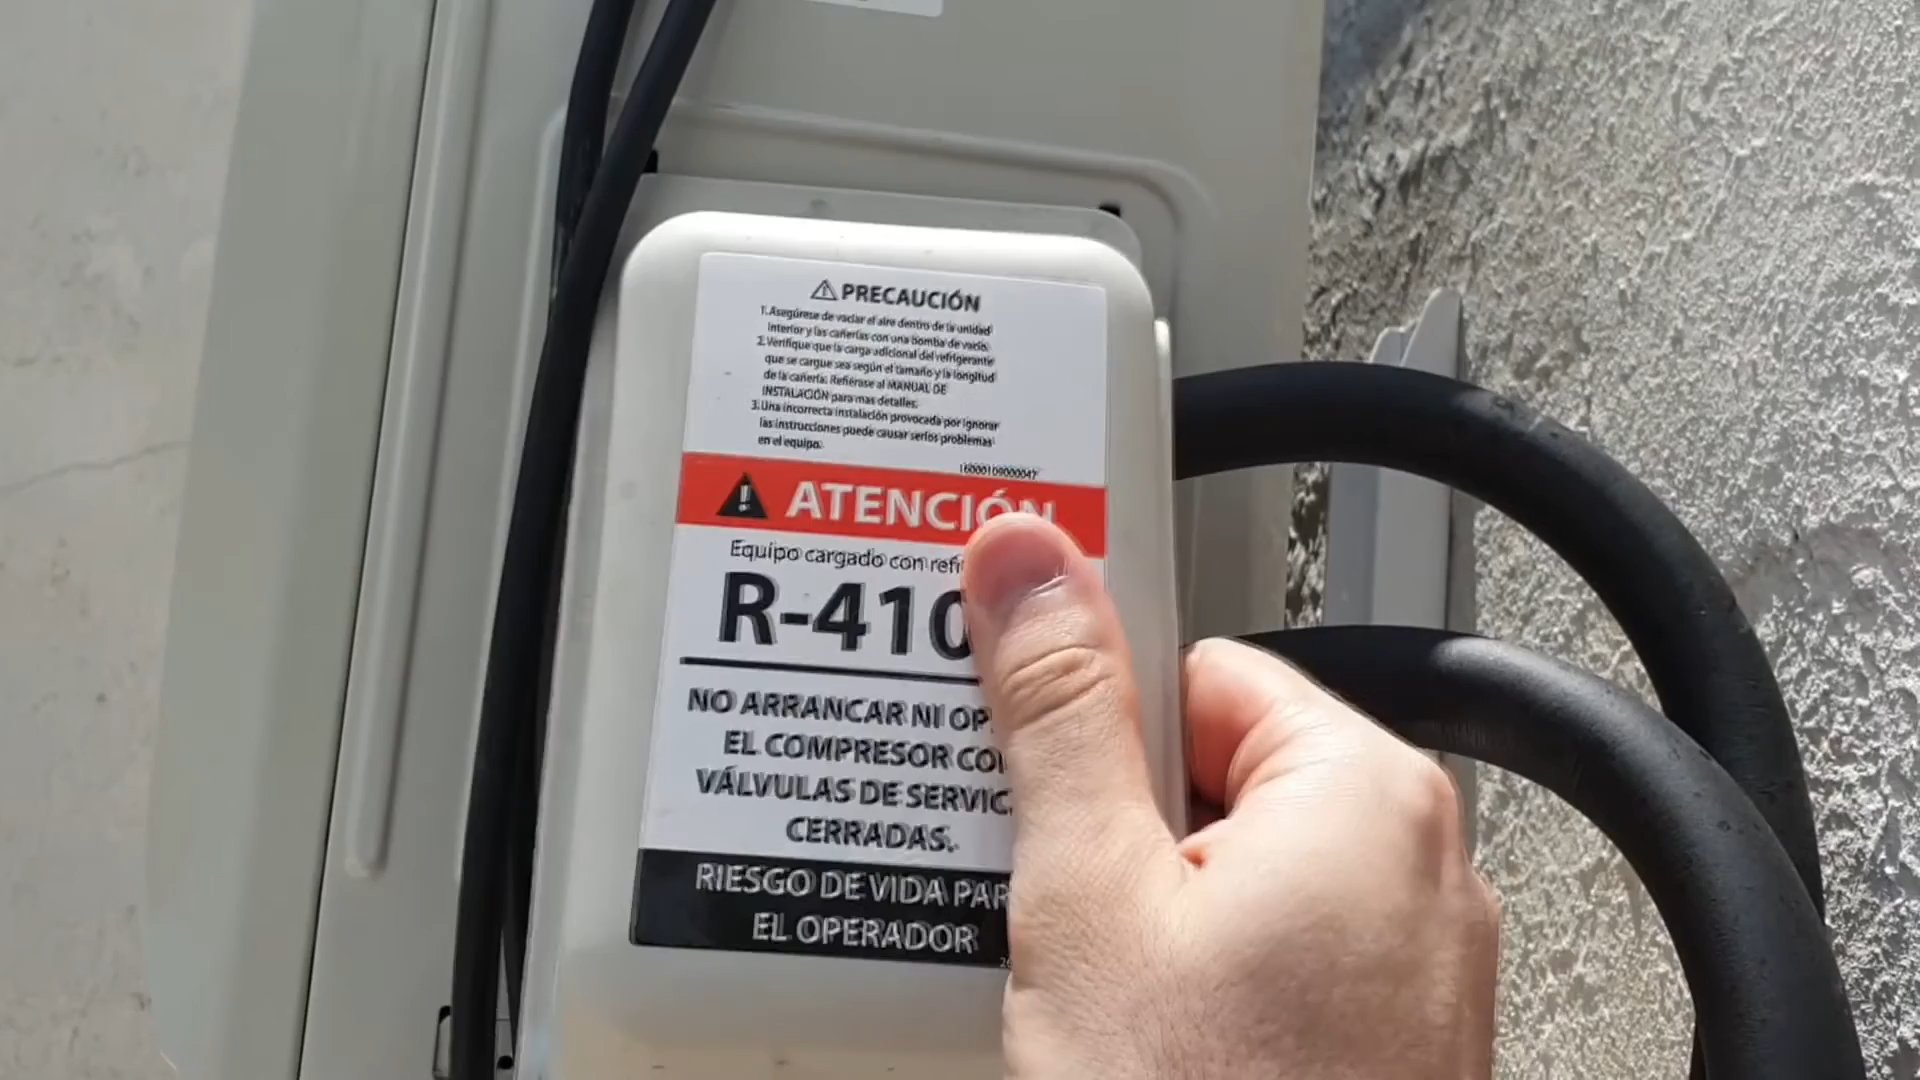 PRECAUCIÓN
1. Asegúrese de vaciar el aire dentro de la unidad
interior y las cañerías con una bomba de vacío.
2. Verifique que la carga adicional del refrigerante
que se cargue sea según el tamaño y la longitud
de la cañería. Refiérase al MANUAL DE
INSTALACIÓN para mas detalles.
3. Una incorrecta instalación provocada por ignorar
las instrucciones puede causar serios problemas
en el equipo.
16000109000047
ATENCIÓN
Equipo cargado con refri
R-410
NO ARRANCAR NI OP
EL COMPRESOR CON
VÁLVULAS DE SERVIC
CERRADAS.
RIESGO DE VIDA PAR
EL OPERADOR